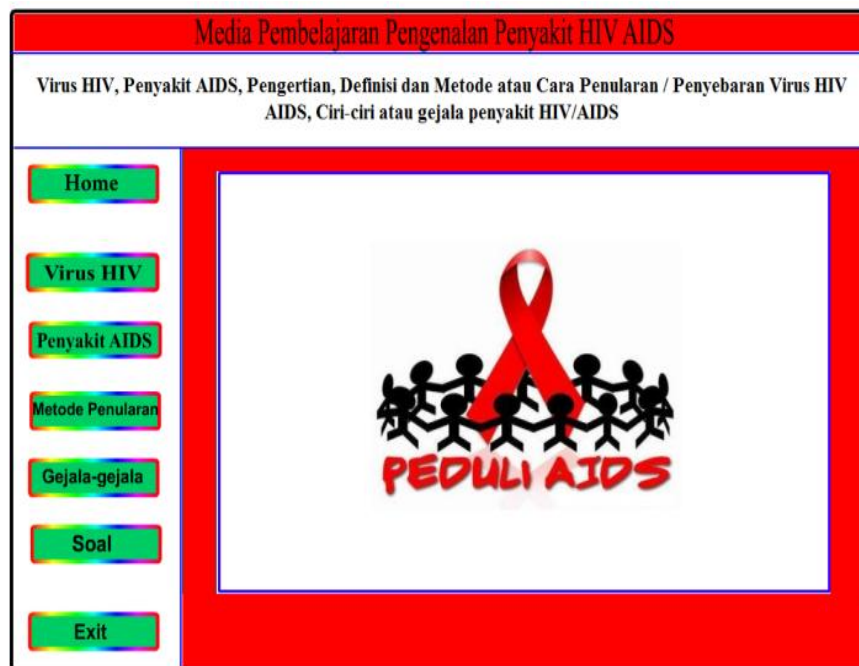 Media Pembelajaran Pengenalan Penyakit HIV AIDS
Virus HIV, Penyakit AIDS, Pengertian, Definisi dan Metode atau Cara Penularan / Penyebaran Virus HIV
AIDS, Ciri-ciri atau gejala penyakit HIV/AIDS
Home
Virus HIV
Penyakit AIDS
Metode Penularan
Gejala-gejala
Soal
Exit
PEDULI AIDS